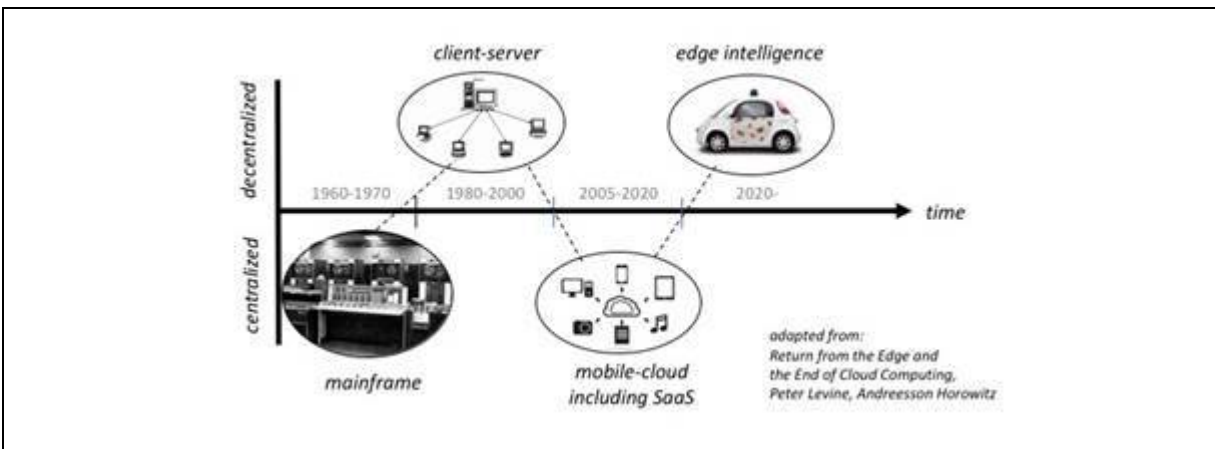 client-server
edge intelligence
decentralized
1960-1970
1980-2000
2005-2020
2020-
time
centralized
mainframe
mobile-cloud
including SaaS
adapted from:
Return from the Edge and
the End of Cloud Computing,
Peter Levine, Andreesson Horowitz